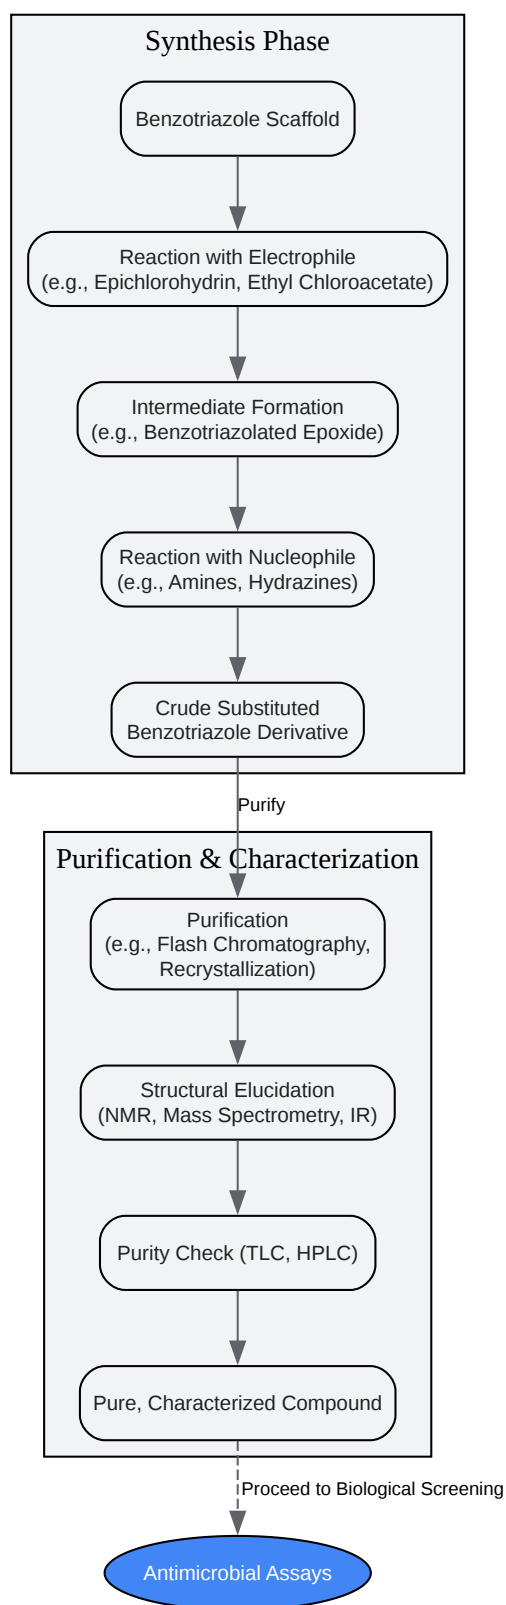 Synthesis Phase
Benzotriazole Scaffold
Reaction with Electrophile
(e.g., Epichlorohydrin, Ethyl Chloroacetate)
Intermediate Formation
(e.g., Benzotriazolated Epoxide)
Reaction with Nucleophile
(e.g., Amines, Hydrazines)
Crude Substituted
Benzotriazole Derivative
Purify
Purification & Characterization
Purification
(e.g., Flash Chromatography,
Recrystallization)
Structural Elucidation
(NMR, Mass Spectrometry, IR)
Purity Check (TLC, HPLC)
Pure, Characterized Compound
Proceed to Biological Screening
Antimicrobial Assays